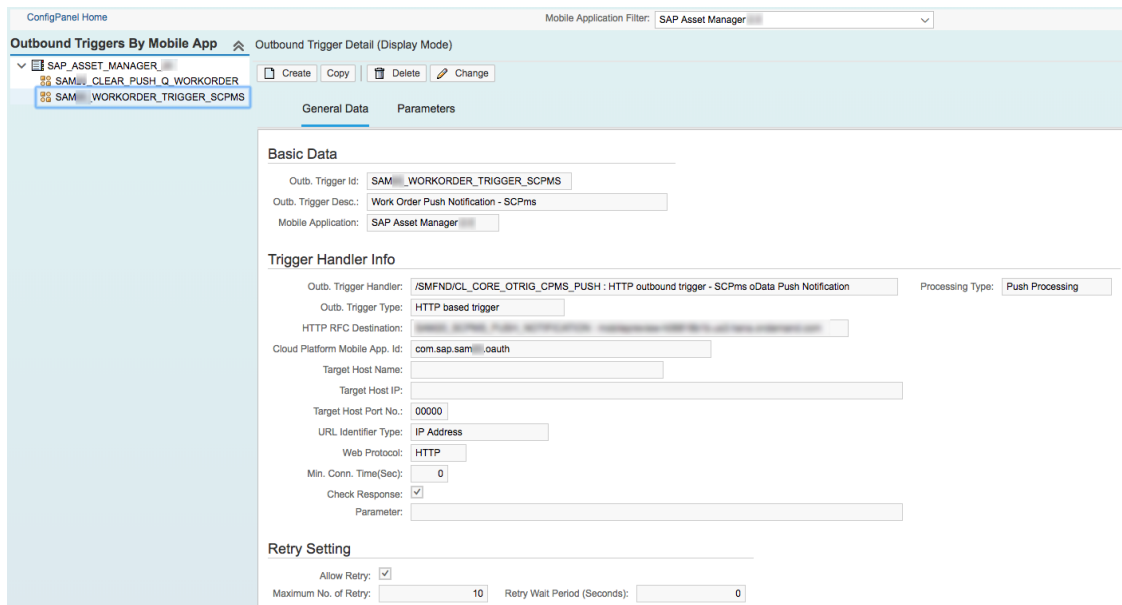 ConfigPanel Home
Mobile Application Filter: SAP Asset Manager
Outbound Triggers By Mobile App
Outbound Trigger Detail (Display Mode)
SAP_ASSET_MANAGER_
SAM _CLEAR_PUSH_Q_WORKORDER
SAM _WORKORDER_TRIGGER_SCPMS
Create Copy Delete Change
General Data Parameters
Basic Data
Outb. Trigger Id: SAM _WORKORDER_TRIGGER_SCPMS
Outb. Trigger Desc.: Work Order Push Notification - SCPms
Mobile Application: SAP Asset Manager
Trigger Handler Info
Outb. Trigger Handler: /SMFND/CL_CORE_OTRIG_CPMS_PUSH : HTTP outbound trigger - SCPms oData Push Notification Processing Type: Push Processing
Outb. Trigger Type: HTTP based trigger
HTTP RFC Destination:
Cloud Platform Mobile App. Id: com.sap.sam .oauth
Target Host Name:
Target Host IP:
Target Host Port No.: 00000
URL Identifier Type: IP Address
Web Protocol: HTTP
Min. Conn. Time(Sec): 0
Check Response:
Parameter:
Retry Setting
Allow Retry:
Maximum No. of Retry: 10 Retry Wait Period (Seconds): 0